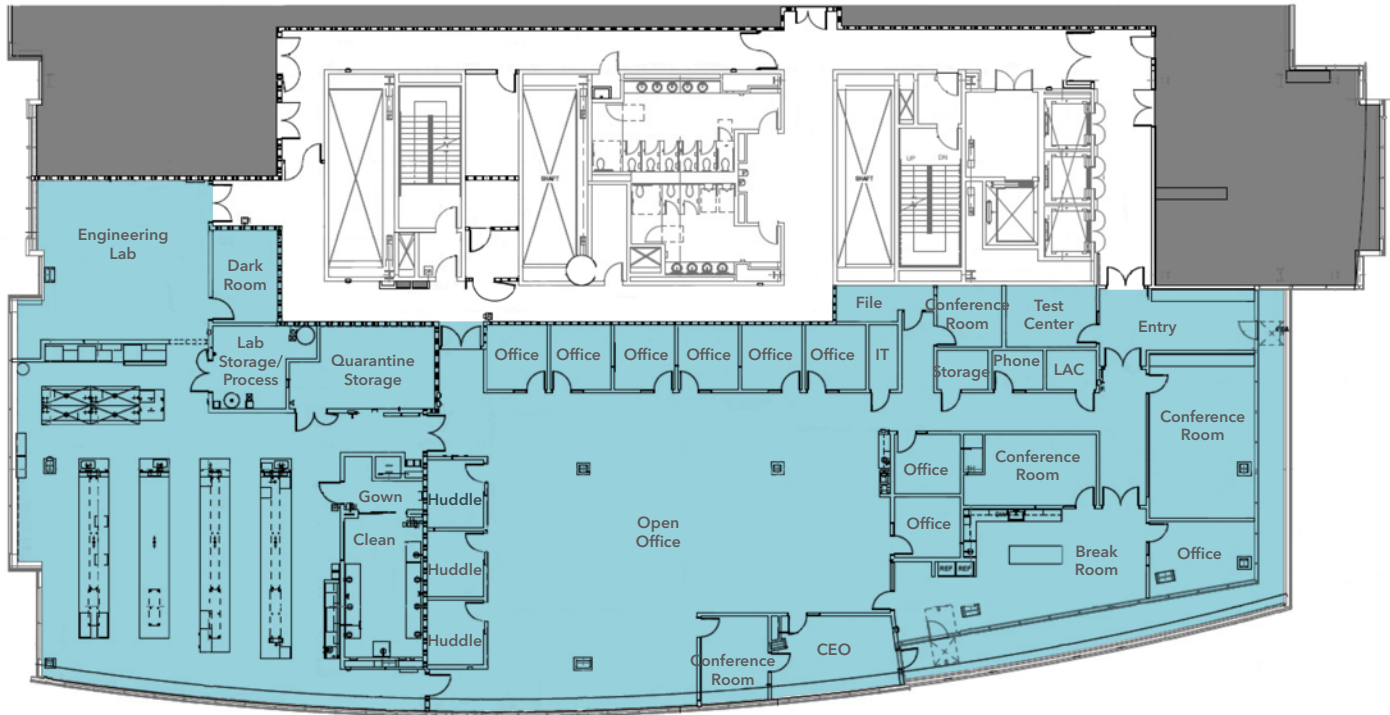 UP DN
SHAFT
SHAFT
Engineering
Lab
Dark
Room
File
Conference
Room
Test
Center
Entry
Lab
Storage/
Process
Quarantine
Storage
Office
Office
Office
Office
Office
Office
IT
Storage
Phone
LAC
Conference
Room
Office
Conference
Room
Gown
Huddle
Clean
Open
Office
Office
Huddle
REF REF
Break
Room
Office
Huddle
Conference
Room
CEO